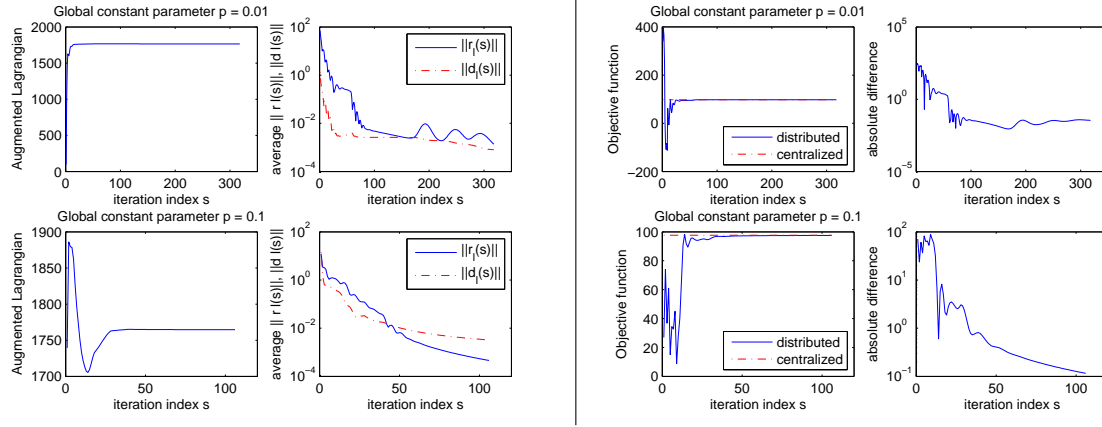 Global constant parameter p = 0.01
Augmented Lagrangian
2000
1500
1000
500
0
0 100 200 300
iteration index s
average || r l(s)||, ||d l(s)||
10^2
10^0
10^-2
10^-4
||r_l(s)||
||d_l(s)||
0 100 200 300
iteration index s
Global constant parameter p = 0.1
Augmented Lagrangian
1900
1850
1800
1750
1700
0 50 100
iteration index s
average || r l(s)||, ||d l(s)||
10^2
10^0
10^-2
10^-4
||r_l(s)||
||d_l(s)||
0 50 100
iteration index s
Global constant parameter p = 0.01
Objective function
400
200
0
−200
distributed
centralized
0 100 200 300
iteration index s
absolute difference
10^5
10^0
10^-5
0 100 200 300
iteration index s
Global constant parameter p = 0.1
Objective function
100
80
60
40
20
0
distributed
centralized
0 50 100
iteration index s
absolute difference
10^2
10^1
10^0
10^-1
0 50 100
iteration index s